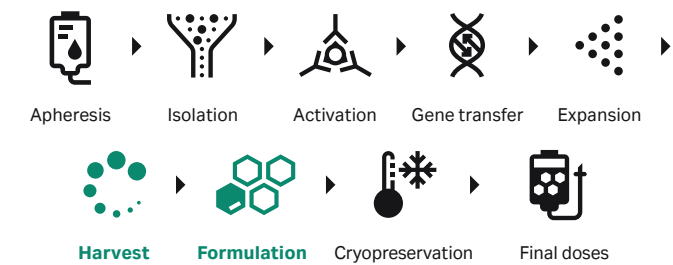 Apheresis Isolation Activation Gene transfer Expansion
Harvest Formulation Cryopreservation Final doses